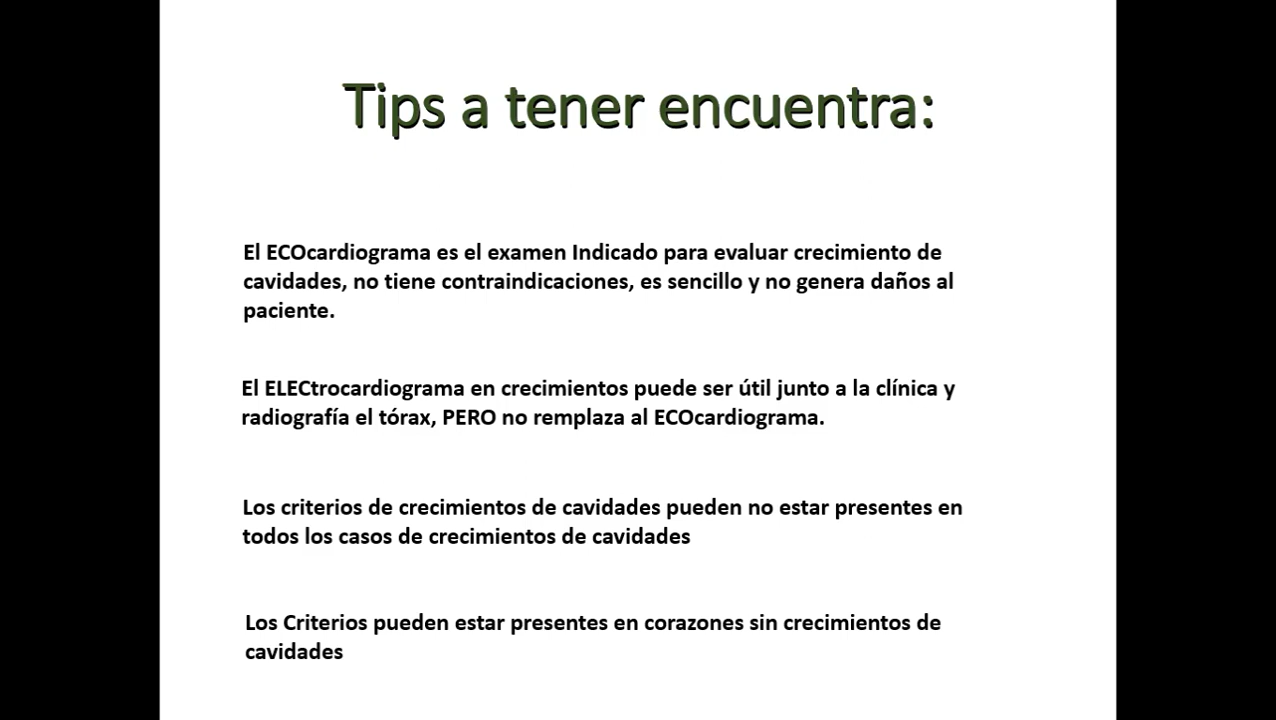 Tips a tener encuentra:
El ECOcardiograma es el examen Indicado para evaluar crecimiento de
cavidades, no tiene contraindicaciones, es sencillo y no genera daños al
paciente.
El ELECtrocardiograma en crecimientos puede ser útil junto a la clínica y
radiografía el tórax, PERO no remplaza al ECOcardiograma.
Los criterios de crecimientos de cavidades pueden no estar presentes en
todos los casos de crecimientos de cavidades
Los Criterios pueden estar presentes en corazones sin crecimientos de
cavidades